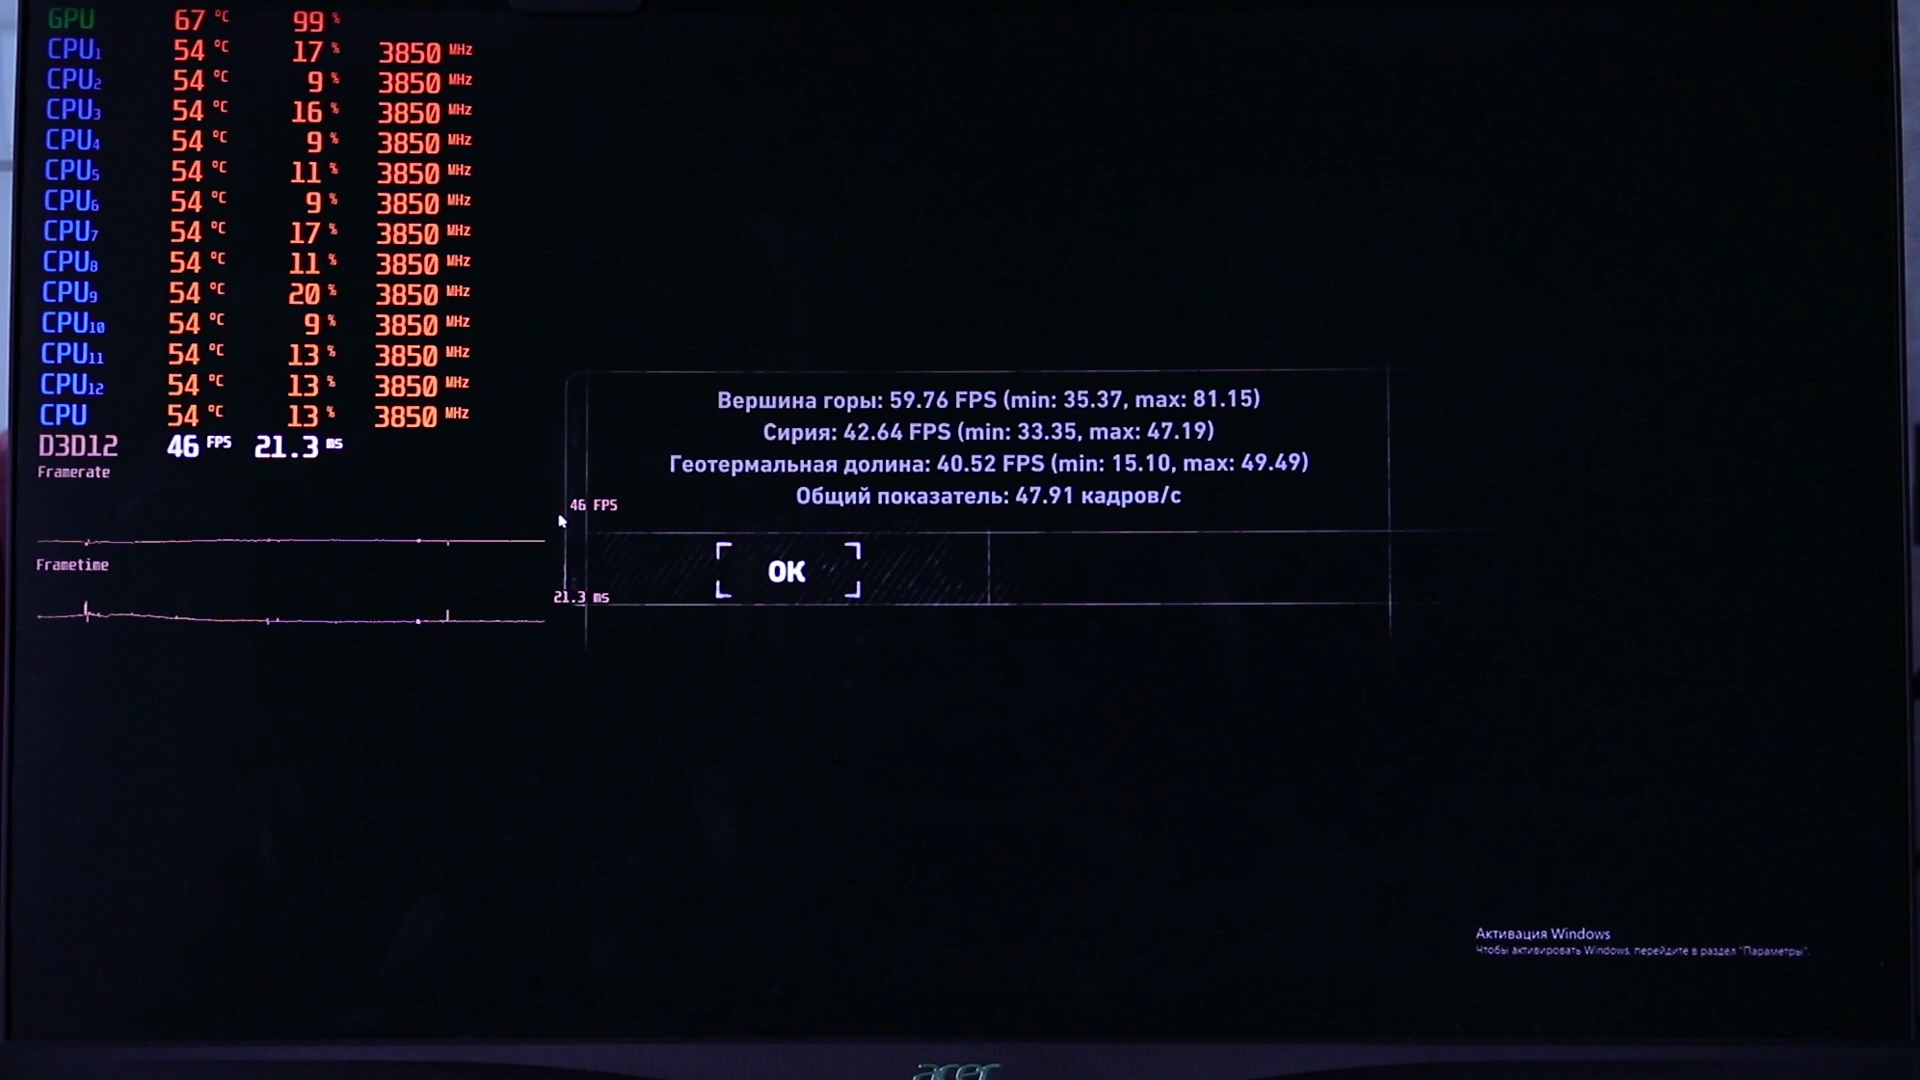 GPU 67 °C 99 %
CPU1 54 °C 17 % 3850 MHz
CPU2 54 °C 9 % 3850 MHz
CPU3 54 °C 16 % 3850 MHz
CPU4 54 °C 9 % 3850 MHz
CPU5 54 °C 11 % 3850 MHz
CPU6 54 °C 9 % 3850 MHz
CPU7 54 °C 17 % 3850 MHz
CPU8 54 °C 11 % 3850 MHz
CPU9 54 °C 20 % 3850 MHz
CPU10 54 °C 9 % 3850 MHz
CPU11 54 °C 13 % 3850 MHz
CPU12 54 °C 13 % 3850 MHz
CPU 54 °C 13 % 3850 MHz
D3D12 46 FPS 21.3 ms
Framerate
46 FPS
Frametime
21.3 ms
Вершина горы: 59.76 FPS (min: 35.37, max: 81.15)
Сирия: 42.64 FPS (min: 33.35, max: 47.19)
Геотермальная долина: 40.52 FPS (min: 15.10, max: 49.49)
Общий показатель: 47.91 кадров/с
OK
Активация Windows
Чтобы активировать Windows, перейдите в раздел "Параметры".
acer